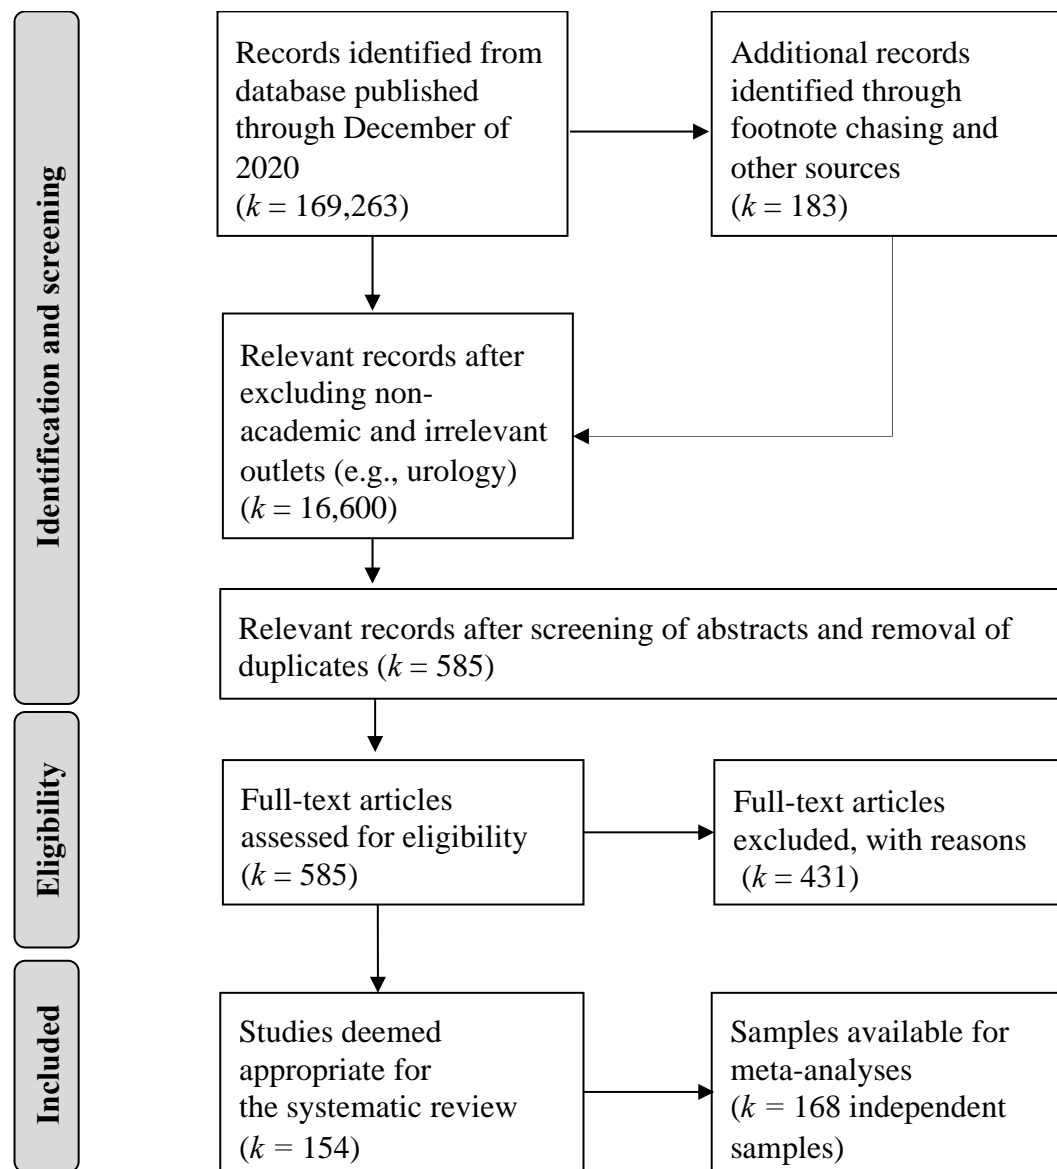 Identification and screening
Records identified from
database published
through December of
2020
(k = 169,263)
Additional records
identified through
footnote chasing and
other sources
(k = 183)
Relevant records after
excluding non-
academic and irrelevant
outlets (e.g., urology)
(k = 16,600)
Relevant records after screening of abstracts and removal of
duplicates (k = 585)
Eligibility
Full-text articles
assessed for eligibility
(k = 585)
Full-text articles
excluded, with reasons
(k = 431)
Included
Studies deemed
appropriate for
the systematic review
(k = 154)
Samples available for
meta-analyses
(k = 168 independent
samples)